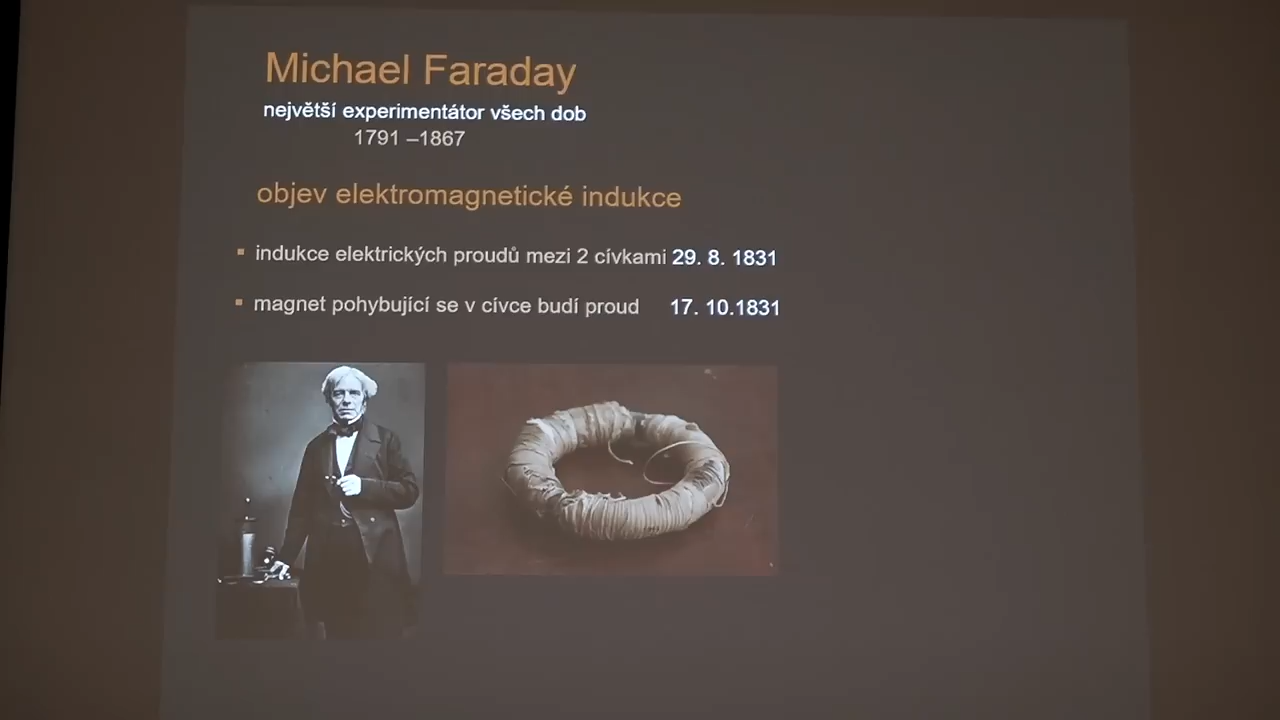 Michael Faraday
největší experimentátor všech dob
1791 –1867
objev elektromagnetické indukce
▪ indukce elektrických proudů mezi 2 cívkami 29. 8. 1831
▪ magnet pohybující se v cívce budí proud 17. 10.1831